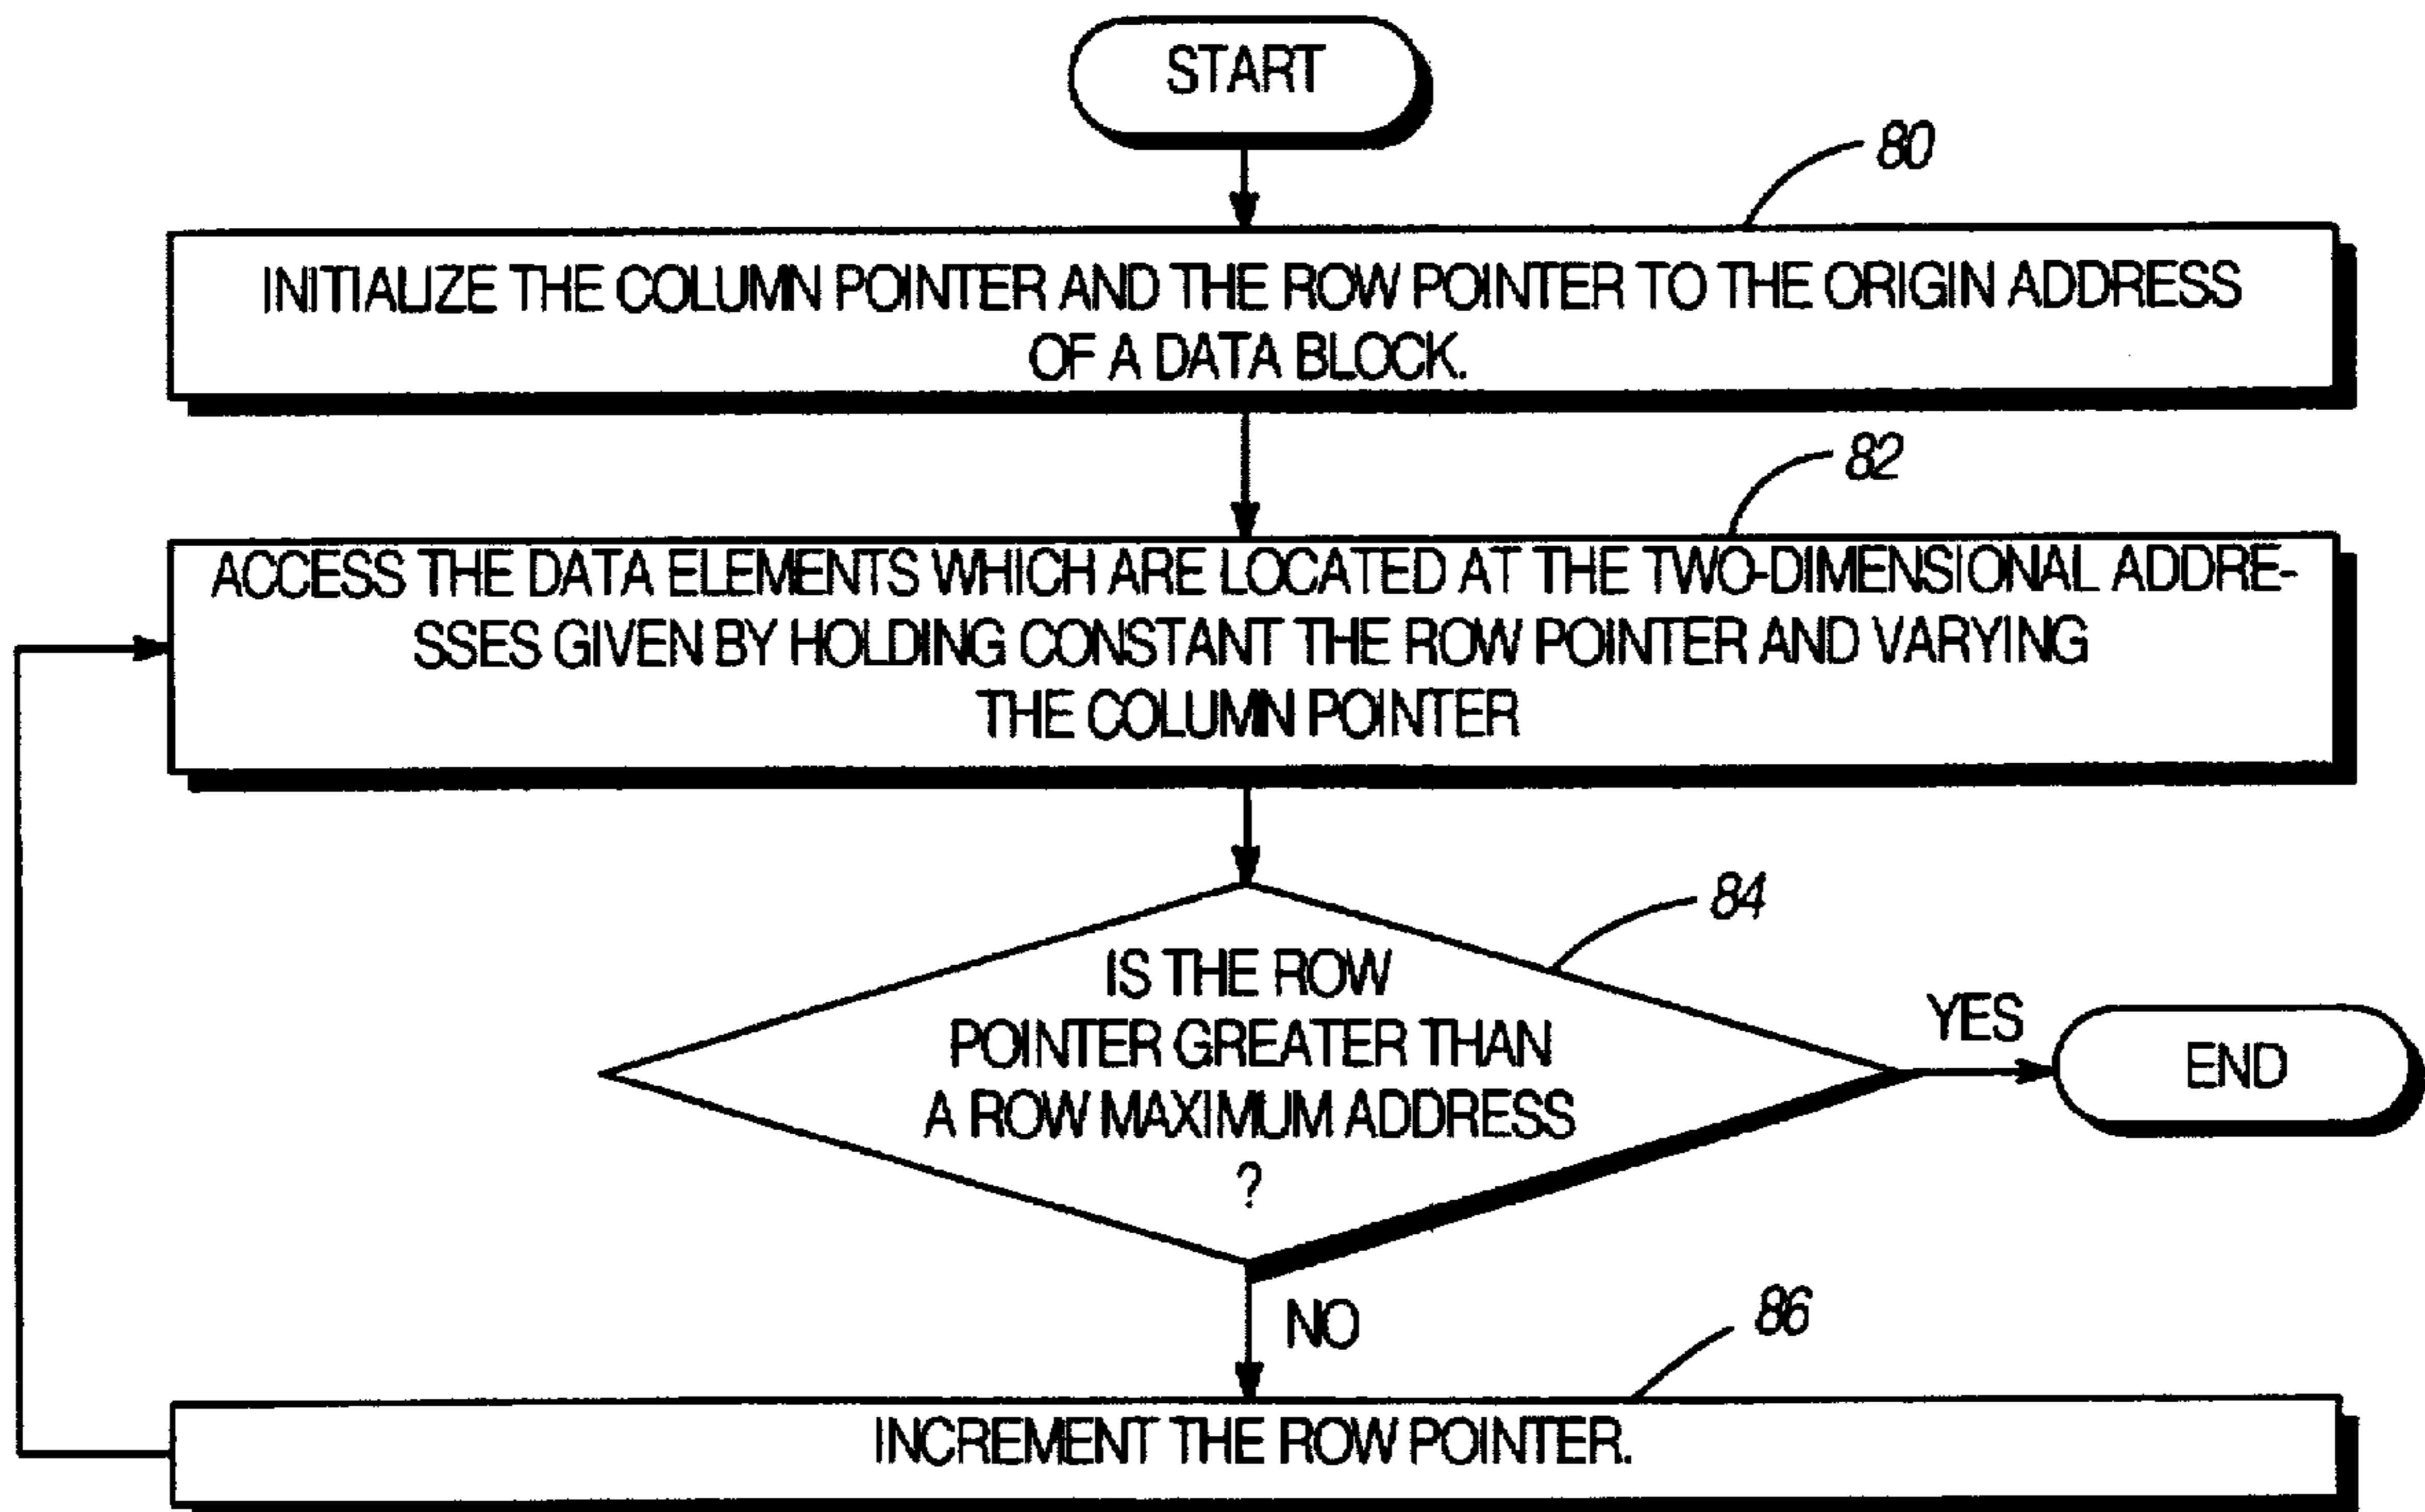 START
80
INITIALIZE THE COLUMN POINTER AND THE ROW POINTER TO THE ORIGIN ADDRESS
OF A DATA BLOCK.
82
ACCESS THE DATA ELEMENTS WHICH ARE LOCATED AT THE TWO-DIMENSIONAL ADDRE-
SSES GIVEN BY HOLDING CONSTANT THE ROW POINTER AND VARYING
THE COLUMN POINTER
84
IS THE ROW
POINTER GREATER THAN
A ROW MAXIMUM ADDRESS
?
YES
END
NO
86
INCREMENT THE ROW POINTER.